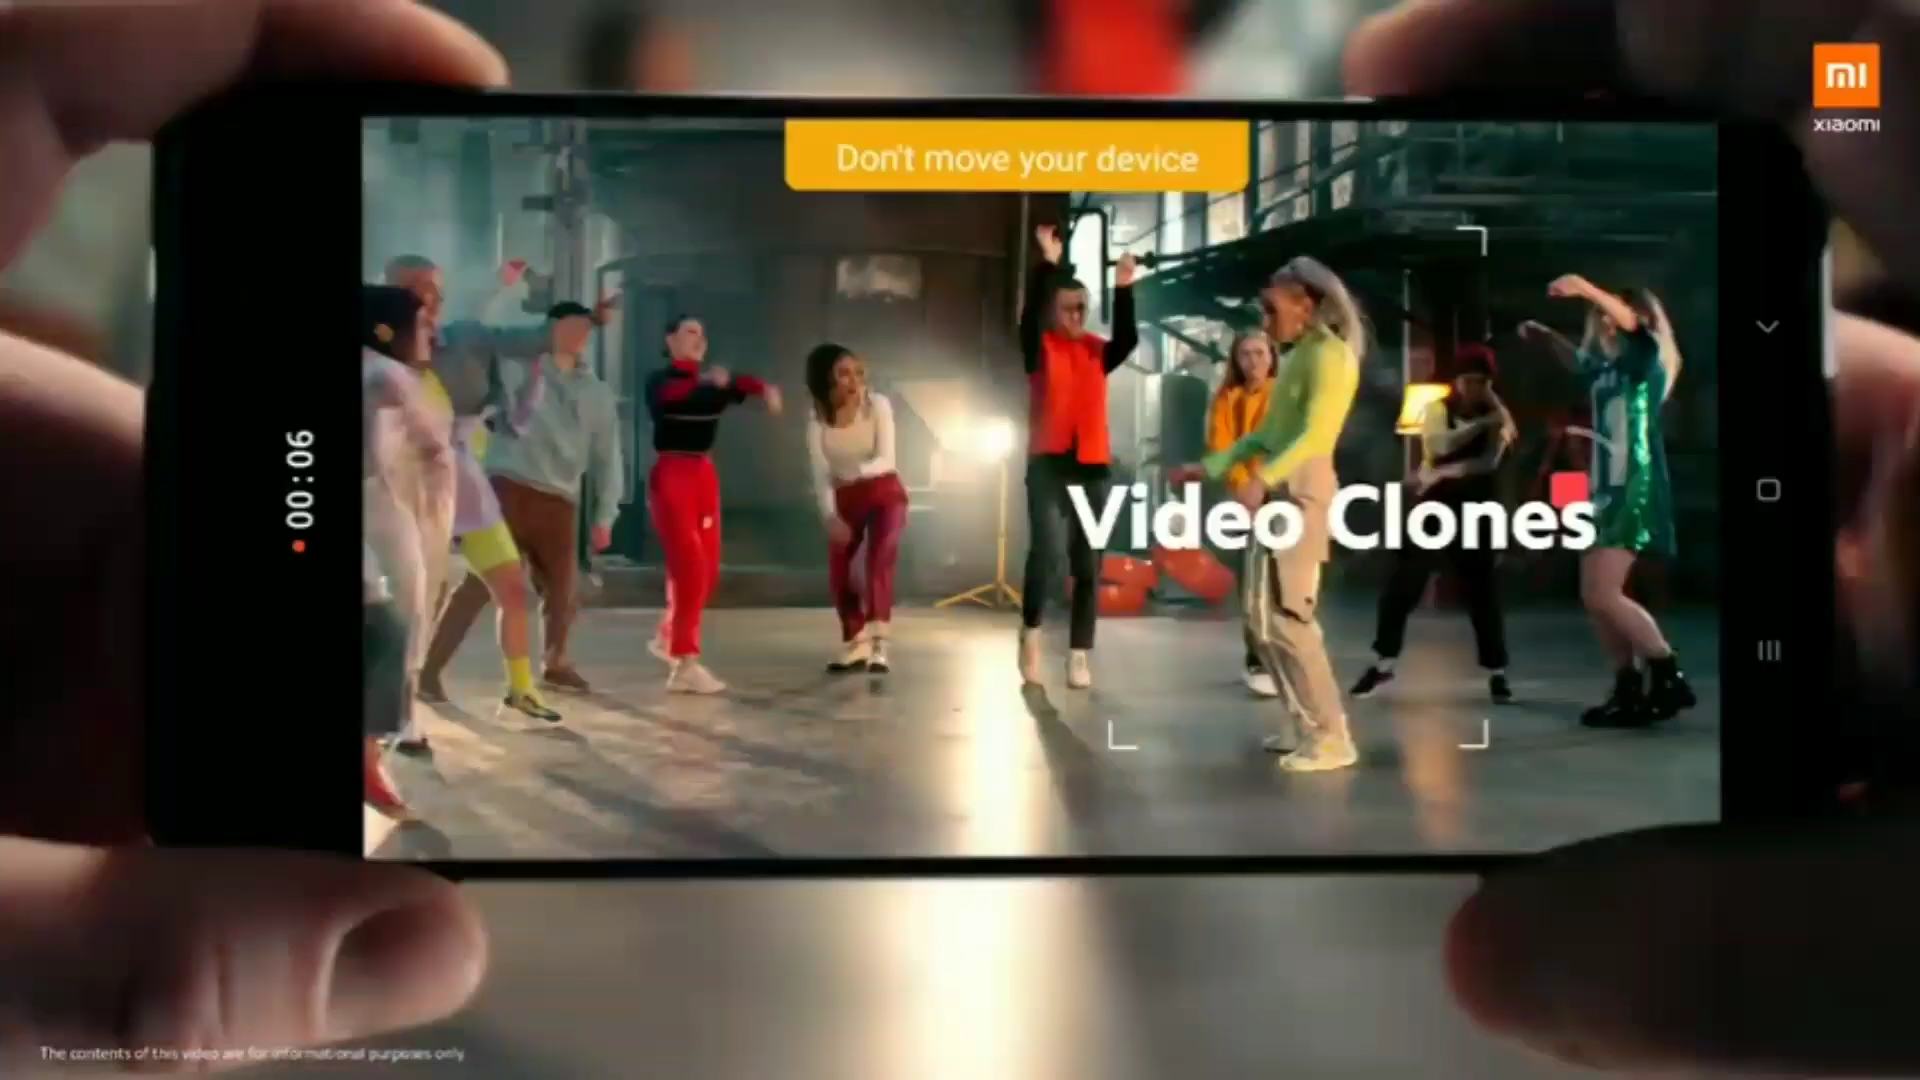 mi
xiaomi
Don't move your device
00:06
Video Clones
The contents of this video are for informational purposes only